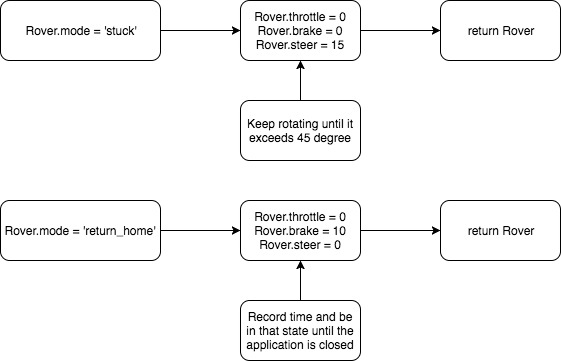 Rover.mode = 'stuck'
Rover.throttle = 0
Rover.brake = 0
Rover.steer = 15
return Rover
Keep rotating until it
exceeds 45 degree
Rover.mode = 'return_home'
Rover.throttle = 0
Rover.brake = 10
Rover.steer = 0
return Rover
Record time and be
in that state until the
application is closed